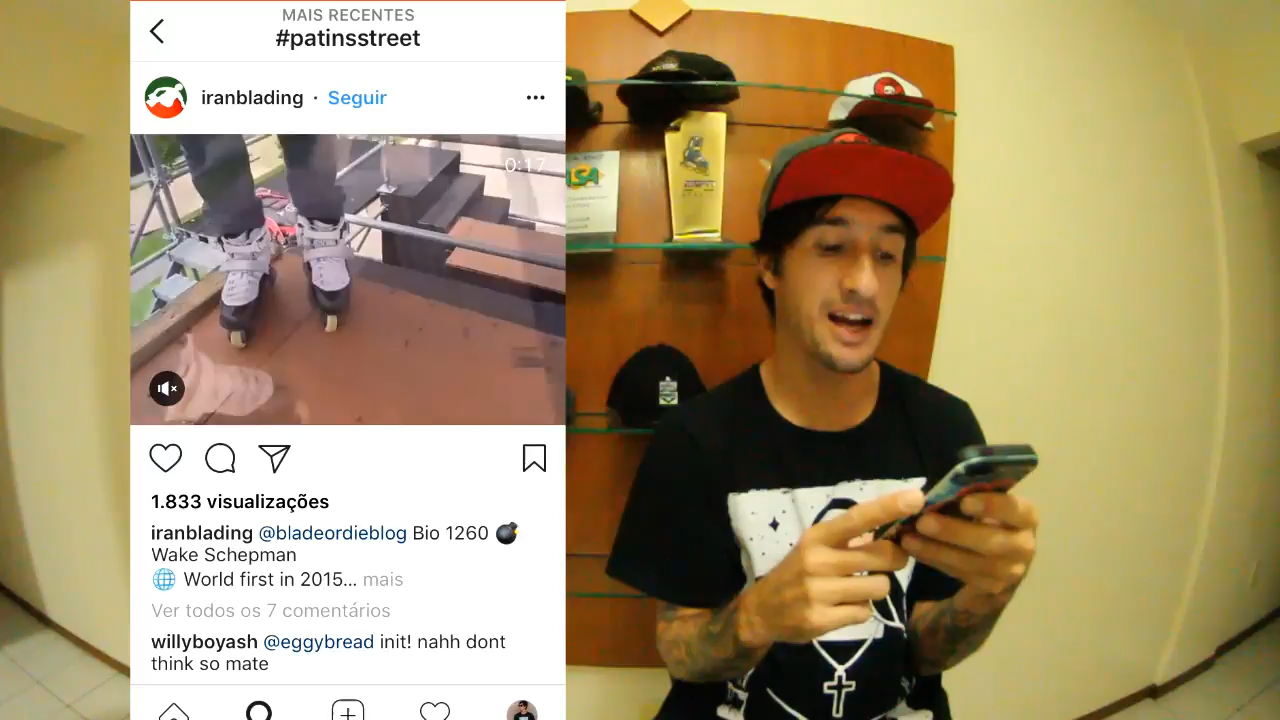 MAIS RECENTES
#patinsstreet
iranblading · Seguir
0:17
1.833 visualizações
iranblading @bladeordieblog Bio 1260 💣
Wake Schepman
🌐 World first in 2015... mais
Ver todos os 7 comentários
willyboyash @eggybread init! nahh dont
think so mate